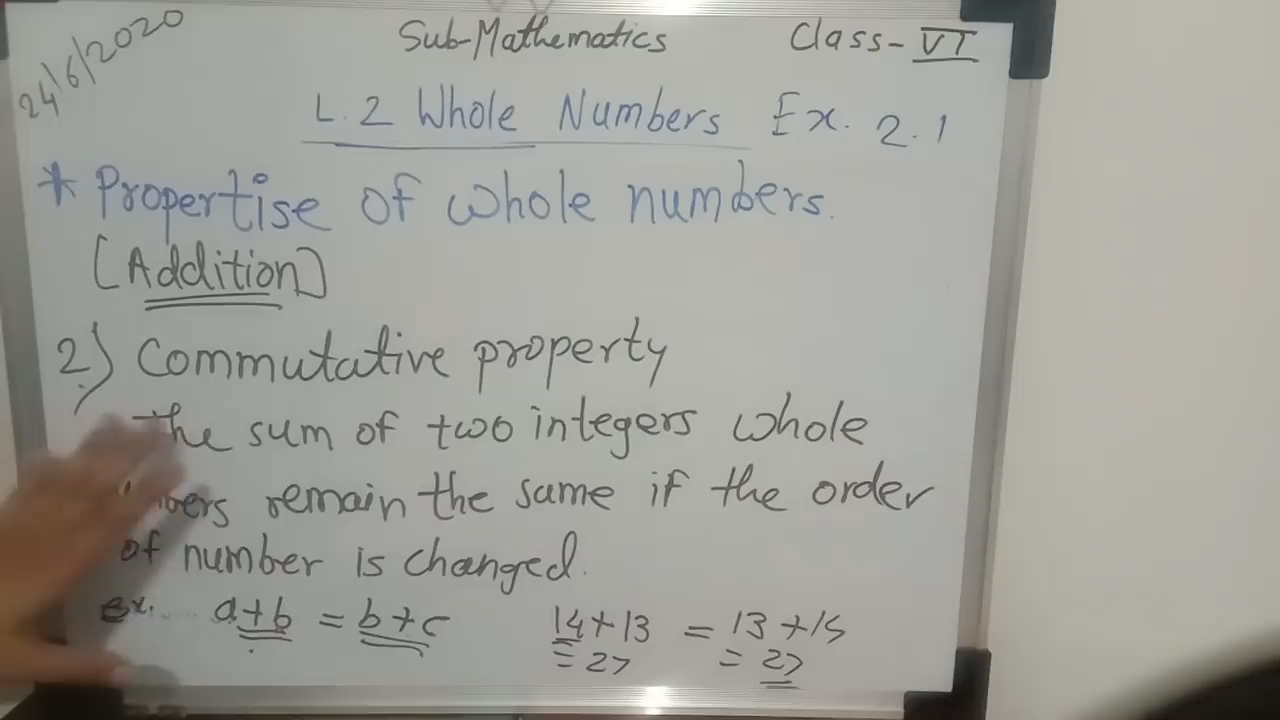 24/6/2020
Sub-Mathematics Class-VI
L.2 Whole Numbers Ex. 2.1
* Propertise of whole numbers.
[Addition]
2.) Commutative property
the sum of two integers whole
remain the same if the order
of number is changed.
ex. a+b = b+c 14+13 = 13+15
= 27 = 27